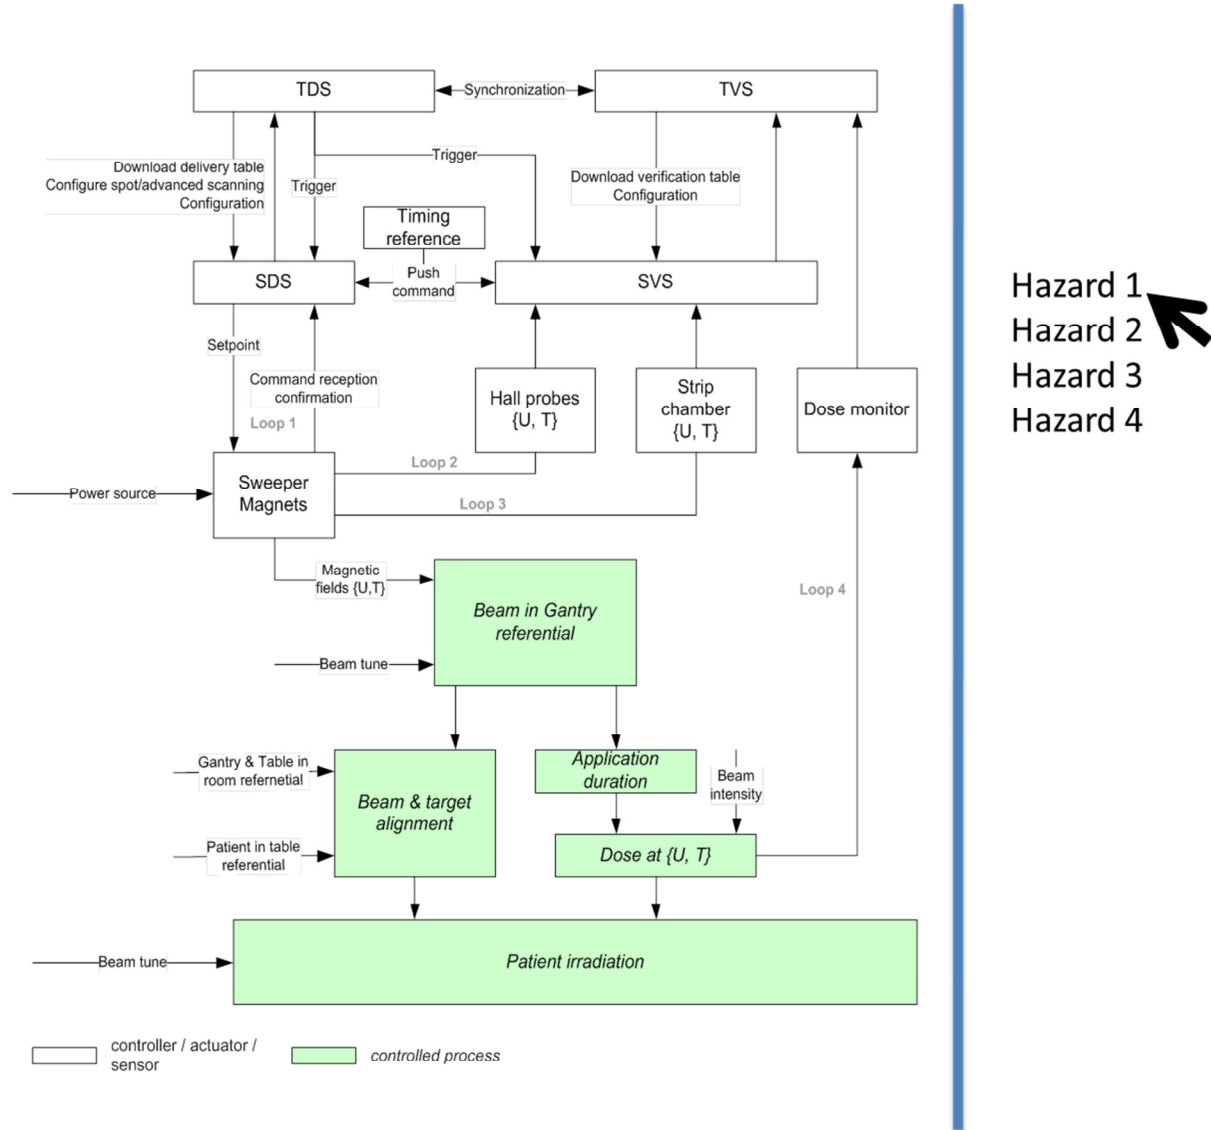 TDS
Synchronization
TVS
Download delivery table
Configure spot/advanced scanning
Configuration
Trigger
Trigger
Download verification table
Configuration
Timing
reference
SDS
Push
command
SVS
Setpoint
Command reception
confirmation
Loop 1
Hall probes
{U, T}
Strip
chamber
{U, T}
Dose monitor
Loop 2
Power source
Sweeper
Magnets
Loop 3
Magnetic
fields {U,T}
Beam in Gantry
referential
Loop 4
Beam tune
Gantry & Table in
room refernetial
Beam & target
alignment
Application
duration
Beam
intensity
Patient in table
referential
Dose at {U, T}
Beam tune
Patient irradiation
controller / actuator /
sensor
controlled process
Hazard 1
Hazard 2
Hazard 3
Hazard 4